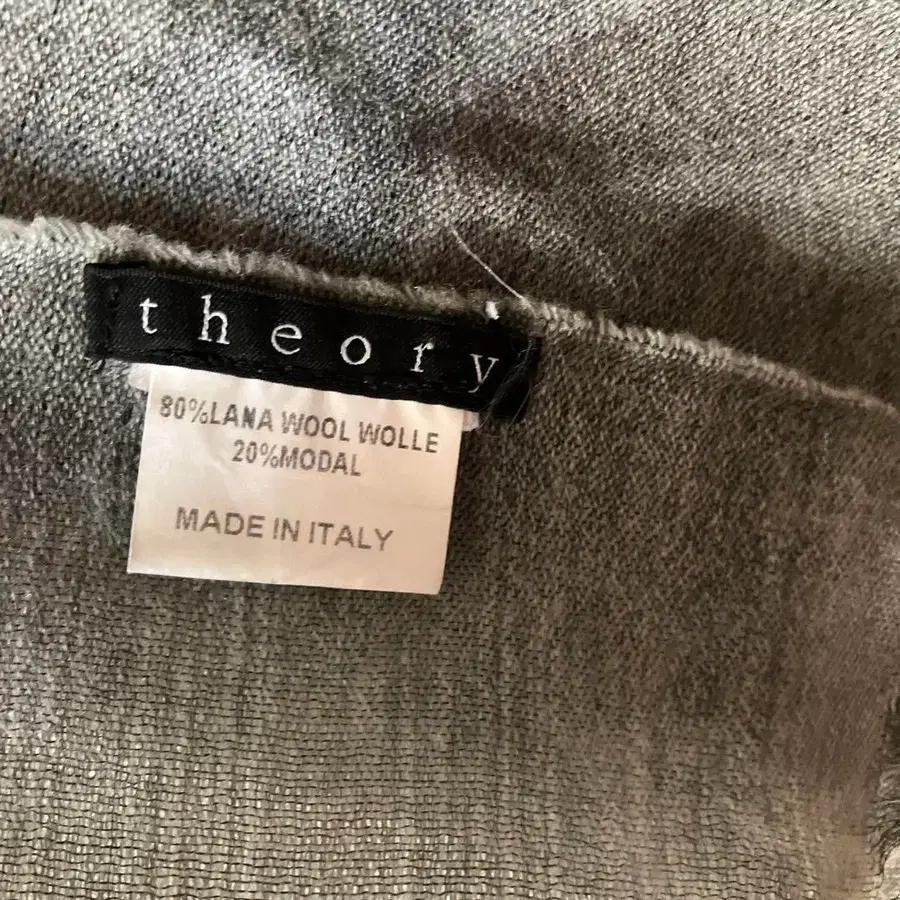 theory
80%LANA WOOL WOLLE
20%MODAL
MADE IN ITALY